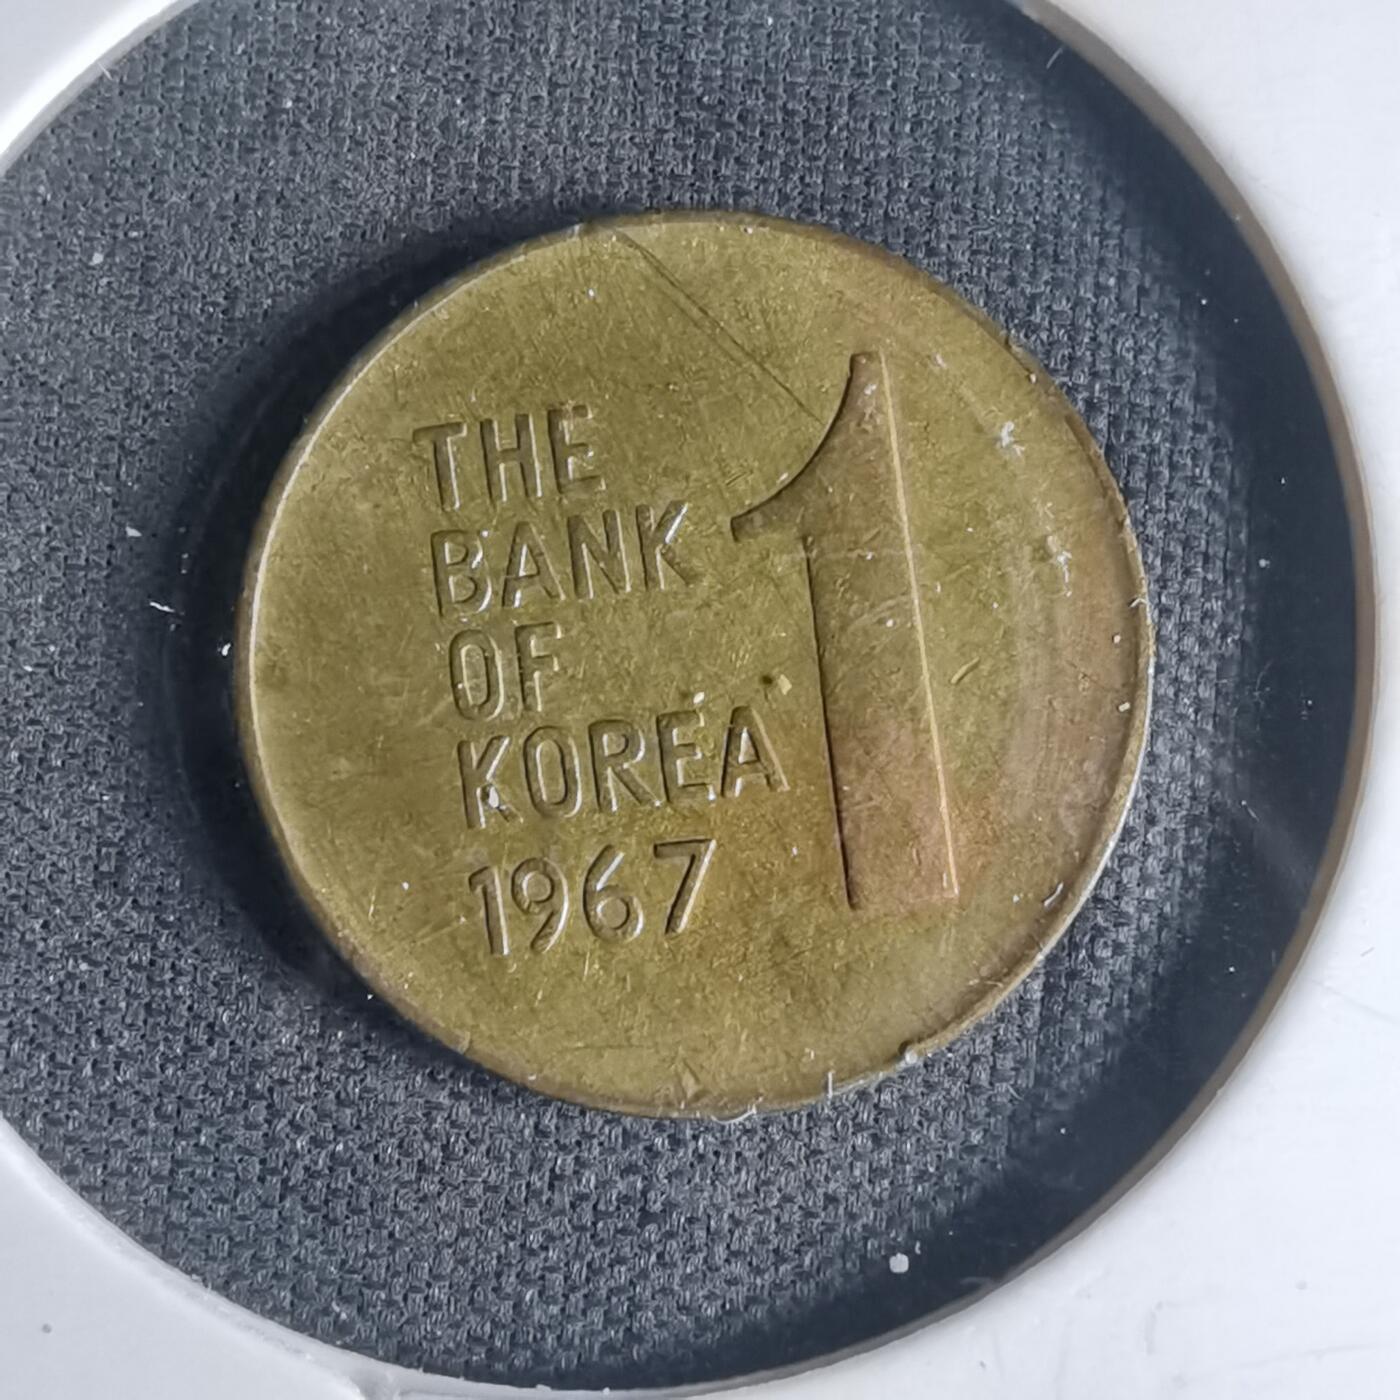 THE
BANK
OF
KOREA
1967
1